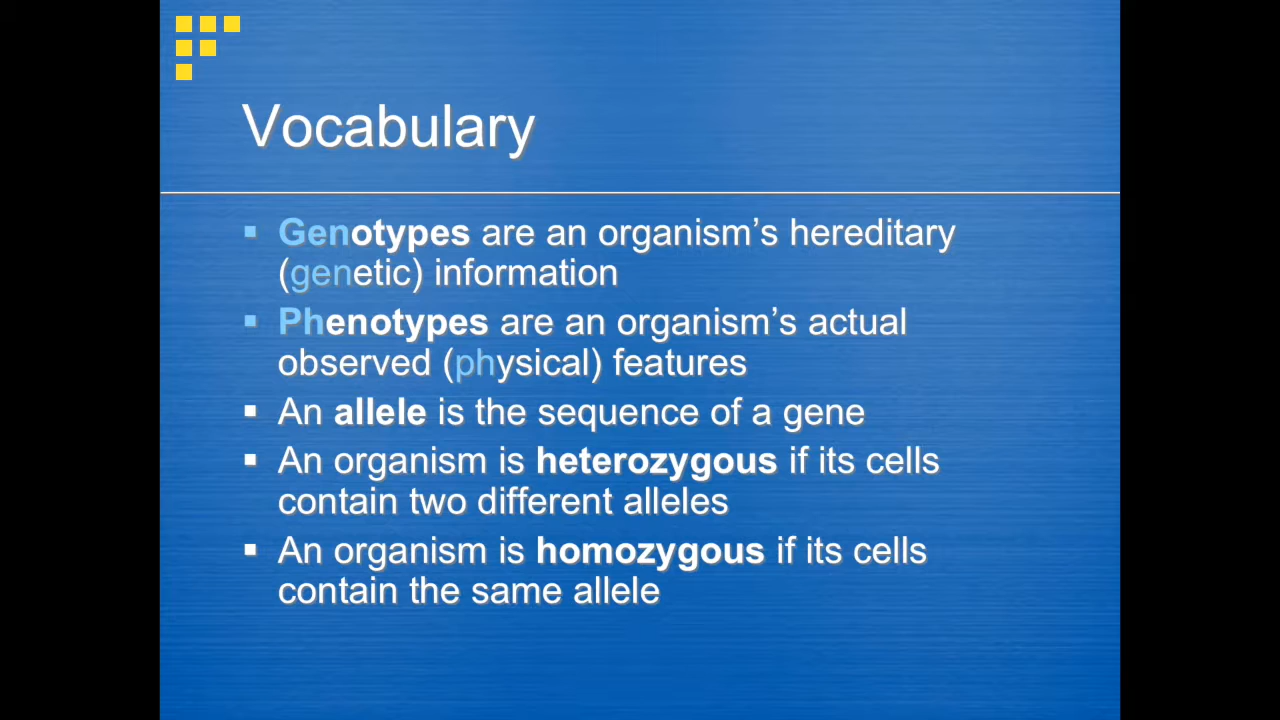 Vocabulary
Genotypes are an organism’s hereditary
(genetic) information
Phenotypes are an organism’s actual
observed (physical) features
An allele is the sequence of a gene
An organism is heterozygous if its cells
contain two different alleles
An organism is homozygous if its cells
contain the same allele